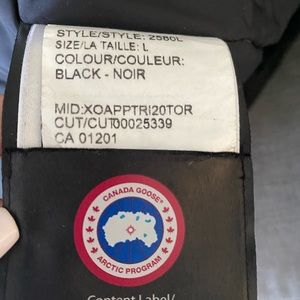 STYLE/STYLE: 2580L
SIZE/LA TAILLE: L
COLOUR/COULEUR:
BLACK - NOIR
MID:XOAPPTRI20TOR
CUT/CUT00025339
CA 01201
CANADA GOOSE®
ARCTIC PROGRAM
Content Label/